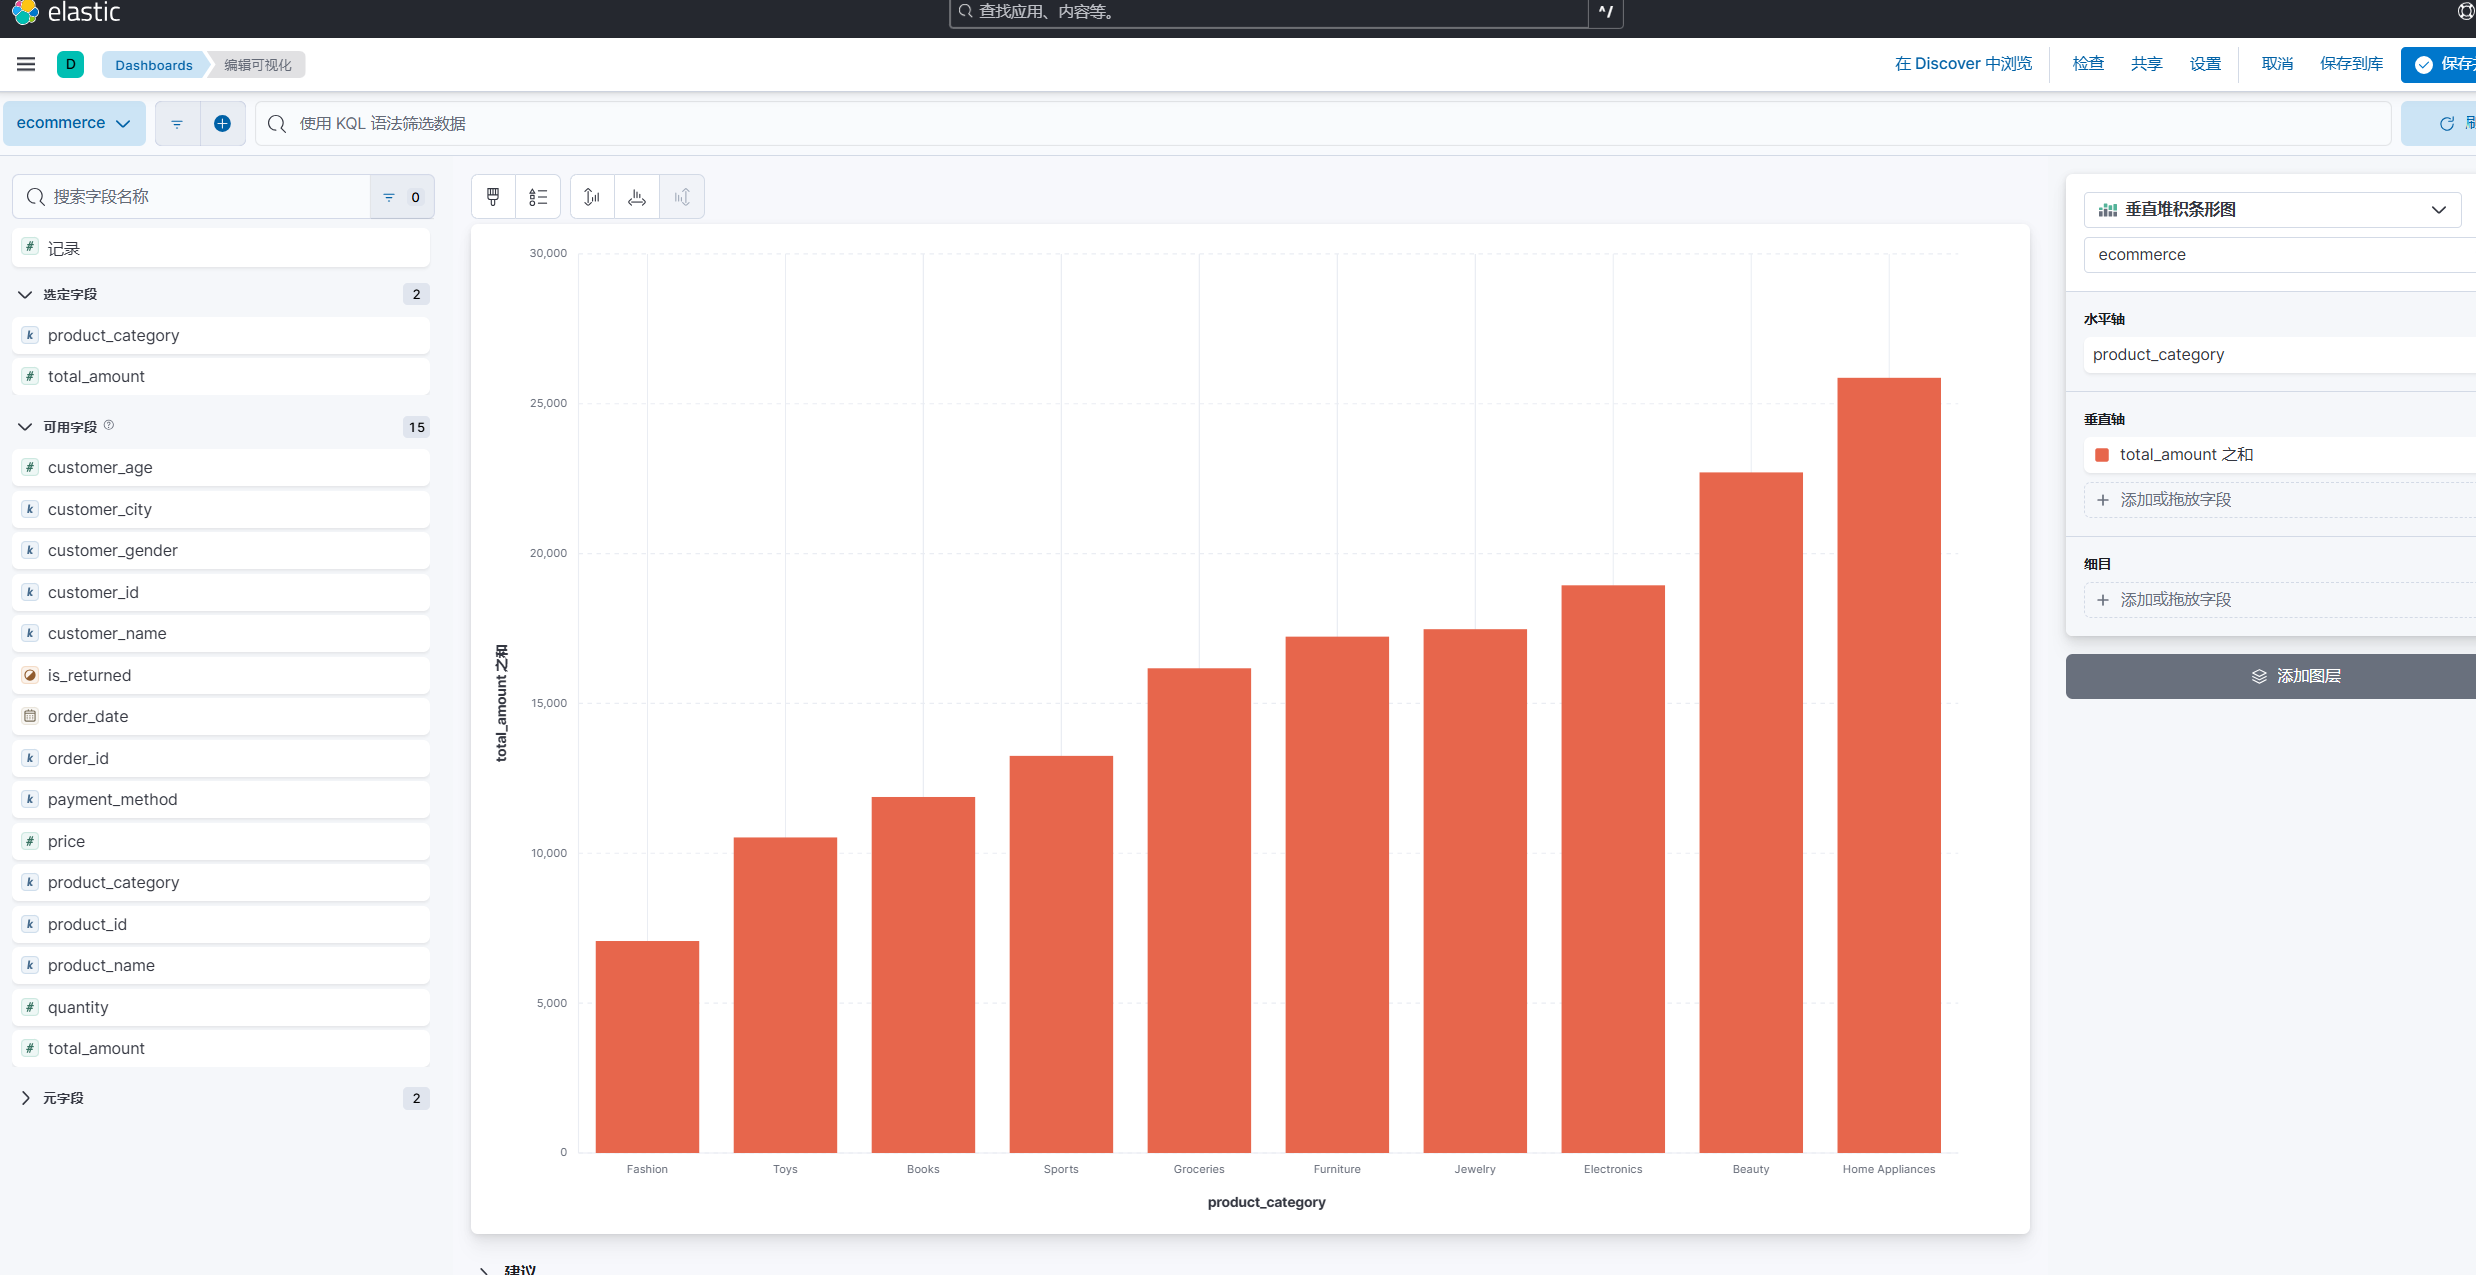 elastic
查找应用、内容等。
^/
D
Dashboards
编辑可视化
在 Discover 中浏览
检查
共享
设置
取消
保存到库
保存
ecommerce
使用 KQL 语法筛选数据
搜索字段名称
0
记录
选定字段
2
product_category
total_amount
可用字段
15
customer_age
customer_city
customer_gender
customer_id
customer_name
is_returned
order_date
order_id
payment_method
price
product_category
product_id
product_name
quantity
total_amount
元字段
2
30,000
25,000
20,000
15,000
10,000
5,000
0
total_amount 之和
Fashion
Toys
Books
Sports
Groceries
Furniture
Jewelry
Electronics
Beauty
Home Appliances
product_category
建议
垂直堆积条形图
ecommerce
水平轴
product_category
垂直轴
total_amount 之和
添加或拖放字段
细目
添加或拖放字段
添加图层